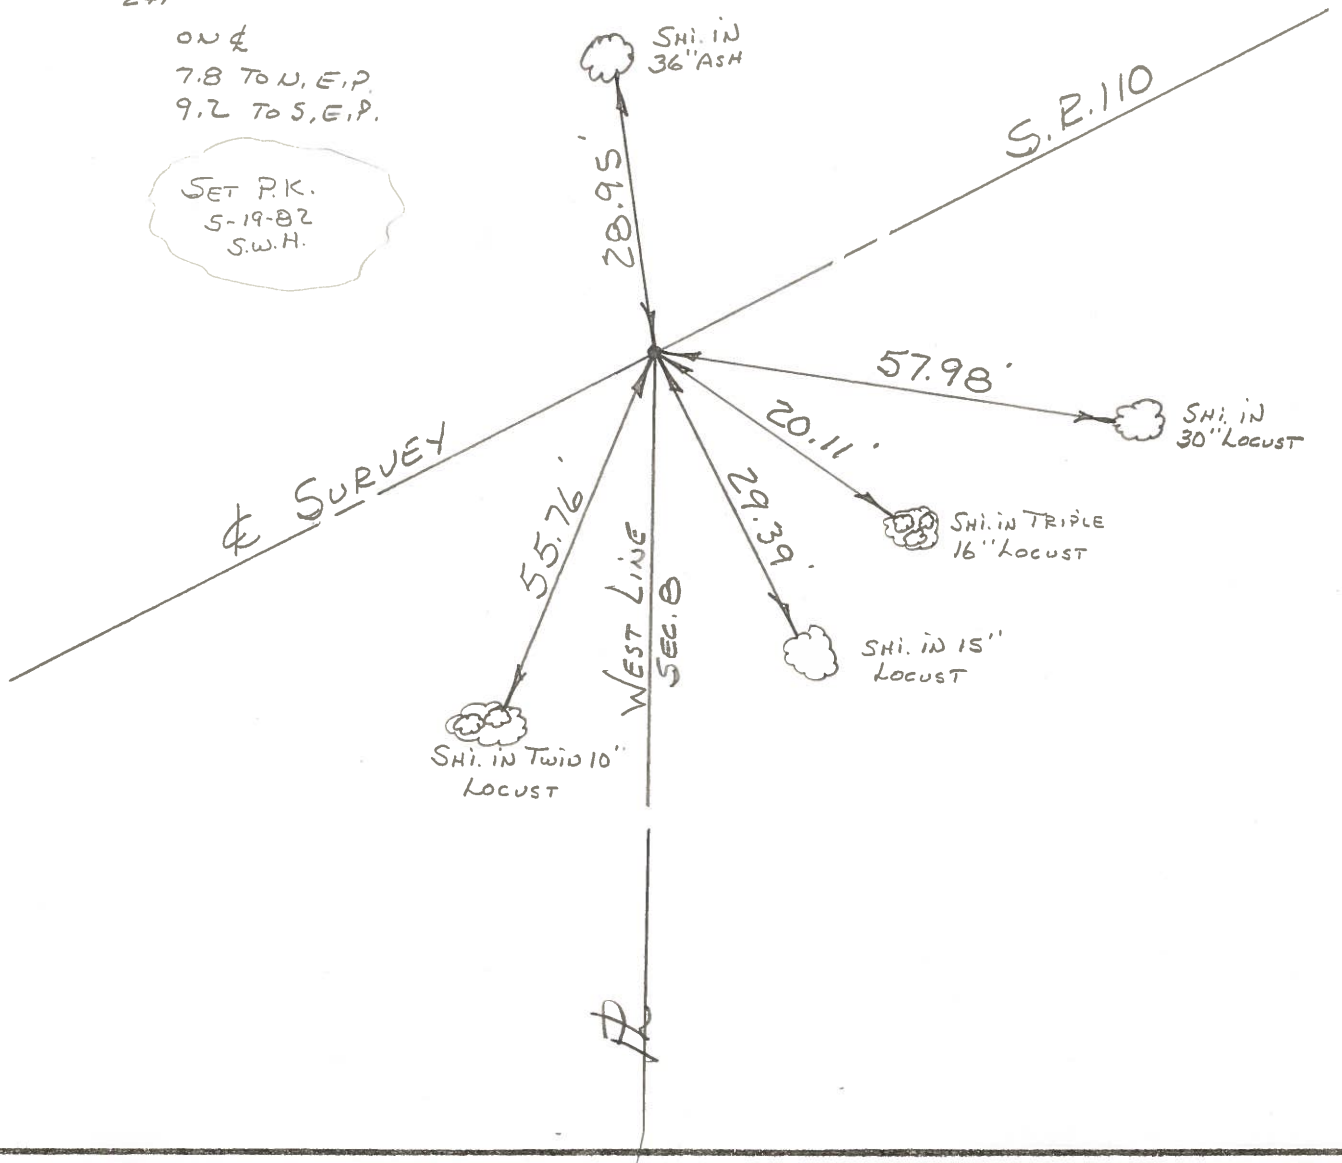 ON ℄
7.8 TO N.E.P.
9.2 TO S.E.P.
SET P.K.
5-19-82
S.W.H.
SHI. IN
36" ASH
28.95'
S.R. 110
57.98'
SHI. IN
30" LOCUST
20.11'
SHI. IN TRIPLE
16" LOCUST
29.39'
SHI. IN 15"
LOCUST
℄ SURVEY
55.76'
SHI. IN TWIN 10"
LOCUST
WEST LINE
SEC. 8
PL